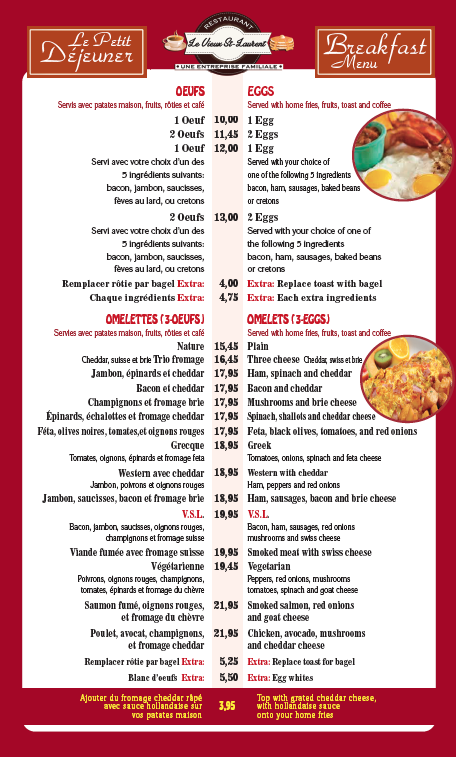 Le Petit
Déjeuner
RESTAURANT
Le Vieux St-Laurent
• UNE ENTREPRISE FAMILIALE •
Breakfast
Menu
OEUFS EGGS
Servis avec patates maison, fruits, rôties et café Served with home fries, fruits, toast and coffee
1 Oeuf 10,00 1 Egg
2 Oeufs 11,45 2 Eggs
1 Oeuf 12,00 1 Egg
Servi avec votre choix d'un des Served with your choice of
5 ingrédients suivants: one of the following 5 ingredients
bacon, jambon, saucisses, bacon, ham, sausages, baked beans
fèves au lard, ou cretons or cretons
2 Oeufs 13,00 2 Eggs
Servi avec votre choix d'un des Served with your choice of one of
5 ingrédients suivants: the following 5 ingredients
bacon, jambon, saucisses, bacon, ham, sausages, baked beans
fèves au lard, ou cretons or cretons
Remplacer rôtie par bagel Extra: 4,00 Extra: Replace toast with bagel
Chaque ingrédients Extra: 4,75 Extra: Each extra ingredients
OMELETTES (3-OEUFS) OMELETS (3-EGGS)
Servies avec patates maison, fruits, rôties et café Served with home fries, fruits, toast and coffee
Nature 15,45 Plain
Cheddar, suisse et brie Trio fromage 16,45 Three cheese Cheddar, swiss et brie
Jambon, épinards et cheddar 17,95 Ham, spinach and cheddar
Bacon et cheddar 17,95 Bacon and cheddar
Champignons et fromage brie 17,95 Mushrooms and brie cheese
Épinards, échalottes et fromage cheddar 17,95 Spinach, shallots and cheddar cheese
Féta, olives noires, tomates,et oignons rouges 17,95 Feta, black olives, tomatoes, and red onions
Grecque 18,95 Greek
Tomates, oignons, épinards et fromage feta Tomatoes, onions, spinach and feta cheese
Western avec cheddar 18,95 Western with cheddar
Jambon, poivrons et oignons rouges Ham, peppers and red onions
Jambon, saucisses, bacon et fromage brie 18,95 Ham, sausages, bacon and brie cheese
V.S.L. 19,95 V.S.L.
Bacon, jambon, saucisses, oignons rouges, Bacon, ham, sausages, red onions
champignons et fromage suisse mushrooms and swiss cheese
Viande fumée avec fromage suisse 19,95 Smoked meat with swiss cheese
Végétarienne 19,45 Vegetarian
Poivrons, oignons rouges, champignons, Peppers, red onions, mushrooms
tomates, épinards et fromage du chèvre tomatoes, spinach and goat cheese
Saumon fumé, oignons rouges, 21,95 Smoked salmon, red onions
et fromage du chèvre and goat cheese
Poulet, avocat, champignons, 21,95 Chicken, avocado, mushrooms
et fromage cheddar and cheddar cheese
Remplacer rôtie par bagel Extra: 5,25 Extra: Replace toast for bagel
Blanc d'oeufs Extra: 5,50 Extra: Egg whites
Ajouter du fromage cheddar râpé Top with grated cheddar cheese,
avec sauce hollandaise sur 3,95 with hollandaise sauce
vos patates maison onto your home fries